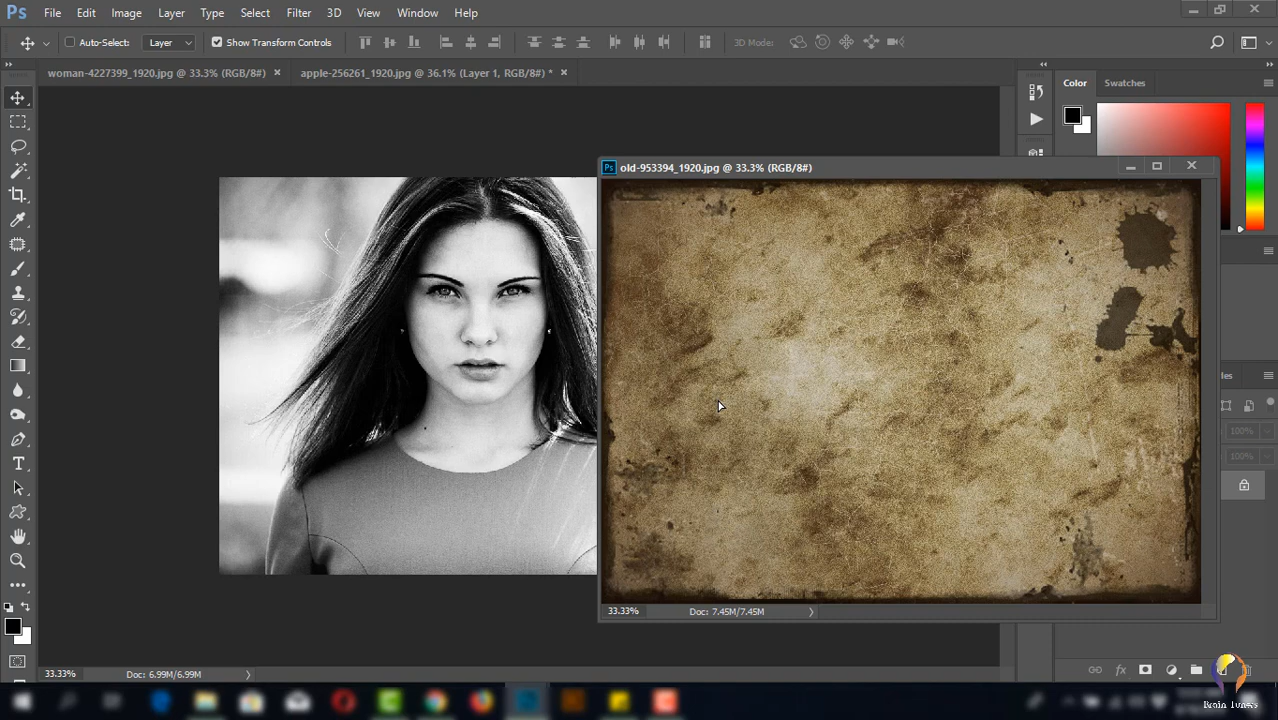 Ps File Edit Image Layer Type Select Filter 3D View Window Help
Auto-Select: Layer Show Transform Controls 3D Mode:
woman-4227399_1920.jpg @ 33.3% (RGB/8#) × apple-256261_1920.jpg @ 36.1% (Layer 1, RGB/8#) * ×
Color Swatches
Ps old-953394_1920.jpg @ 33.3% (RGB/8#)
100%
100%
33.33% Doc: 7.45M/7.45M
33.33% Doc: 6.99M/6.99M